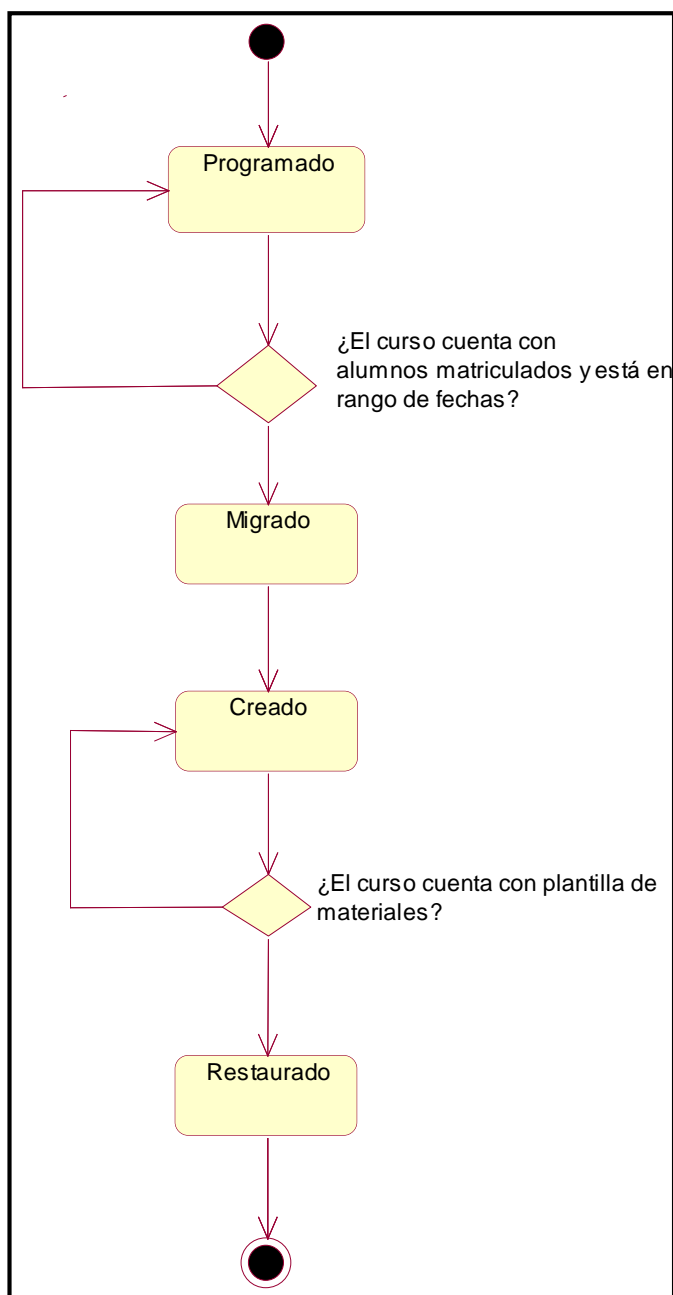 Programado
¿El curso cuenta con
alumnos matriculados y está en
rango de fechas?
Migrado
Creado
¿El curso cuenta con plantilla de
materiales?
Restaurado